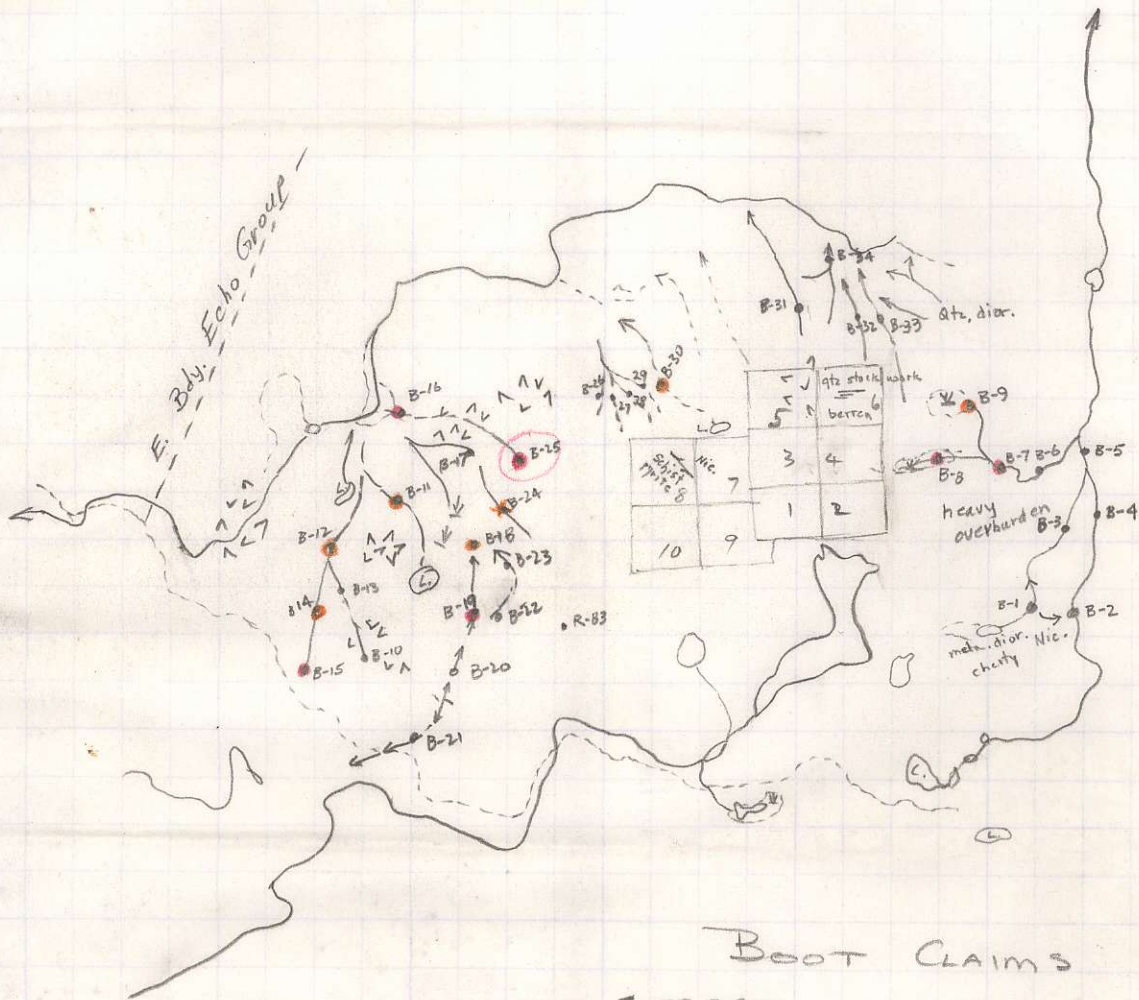 E. Bdy. Echo Group
B-34
B-31
B-32
B-33
Qtz, dior.
B-30
29
B-26
27
28
B-16
B-9
qtz stock work
barren
5
6
L.
B-25
B-17
Schist
pyrite 8
Nic.
7
3
4
B-8
B-7
B-6
B-5
B-11
B-24
1
2
heavy
overburden
B-3
B-4
B-12
B-18
B-23
10
9
L.
B-13
B-14
B-19
B-22
R-83
B-1
B-2
meta. dior. Nic.
cherty
B-15
B-10
B-20
B-21
L.
L.
BOOT CLAIMS